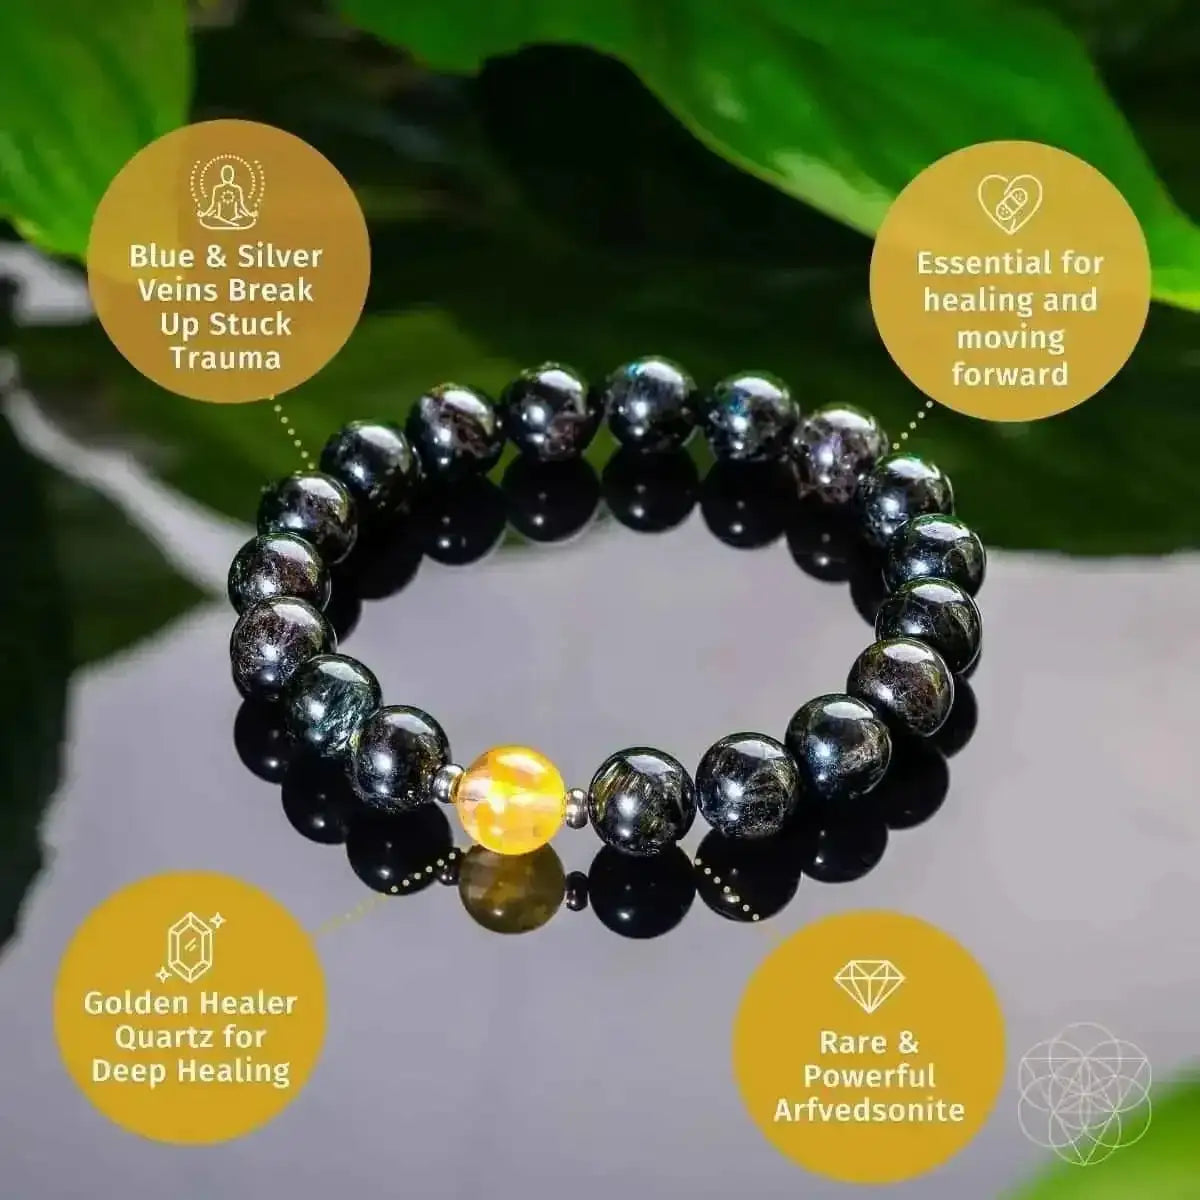 Blue & Silver
Veins Break
Up Stuck
Trauma
Essential for
healing and
moving
forward
Golden Healer
Quartz for
Deep Healing
Rare &
Powerful
Arfvedsonite